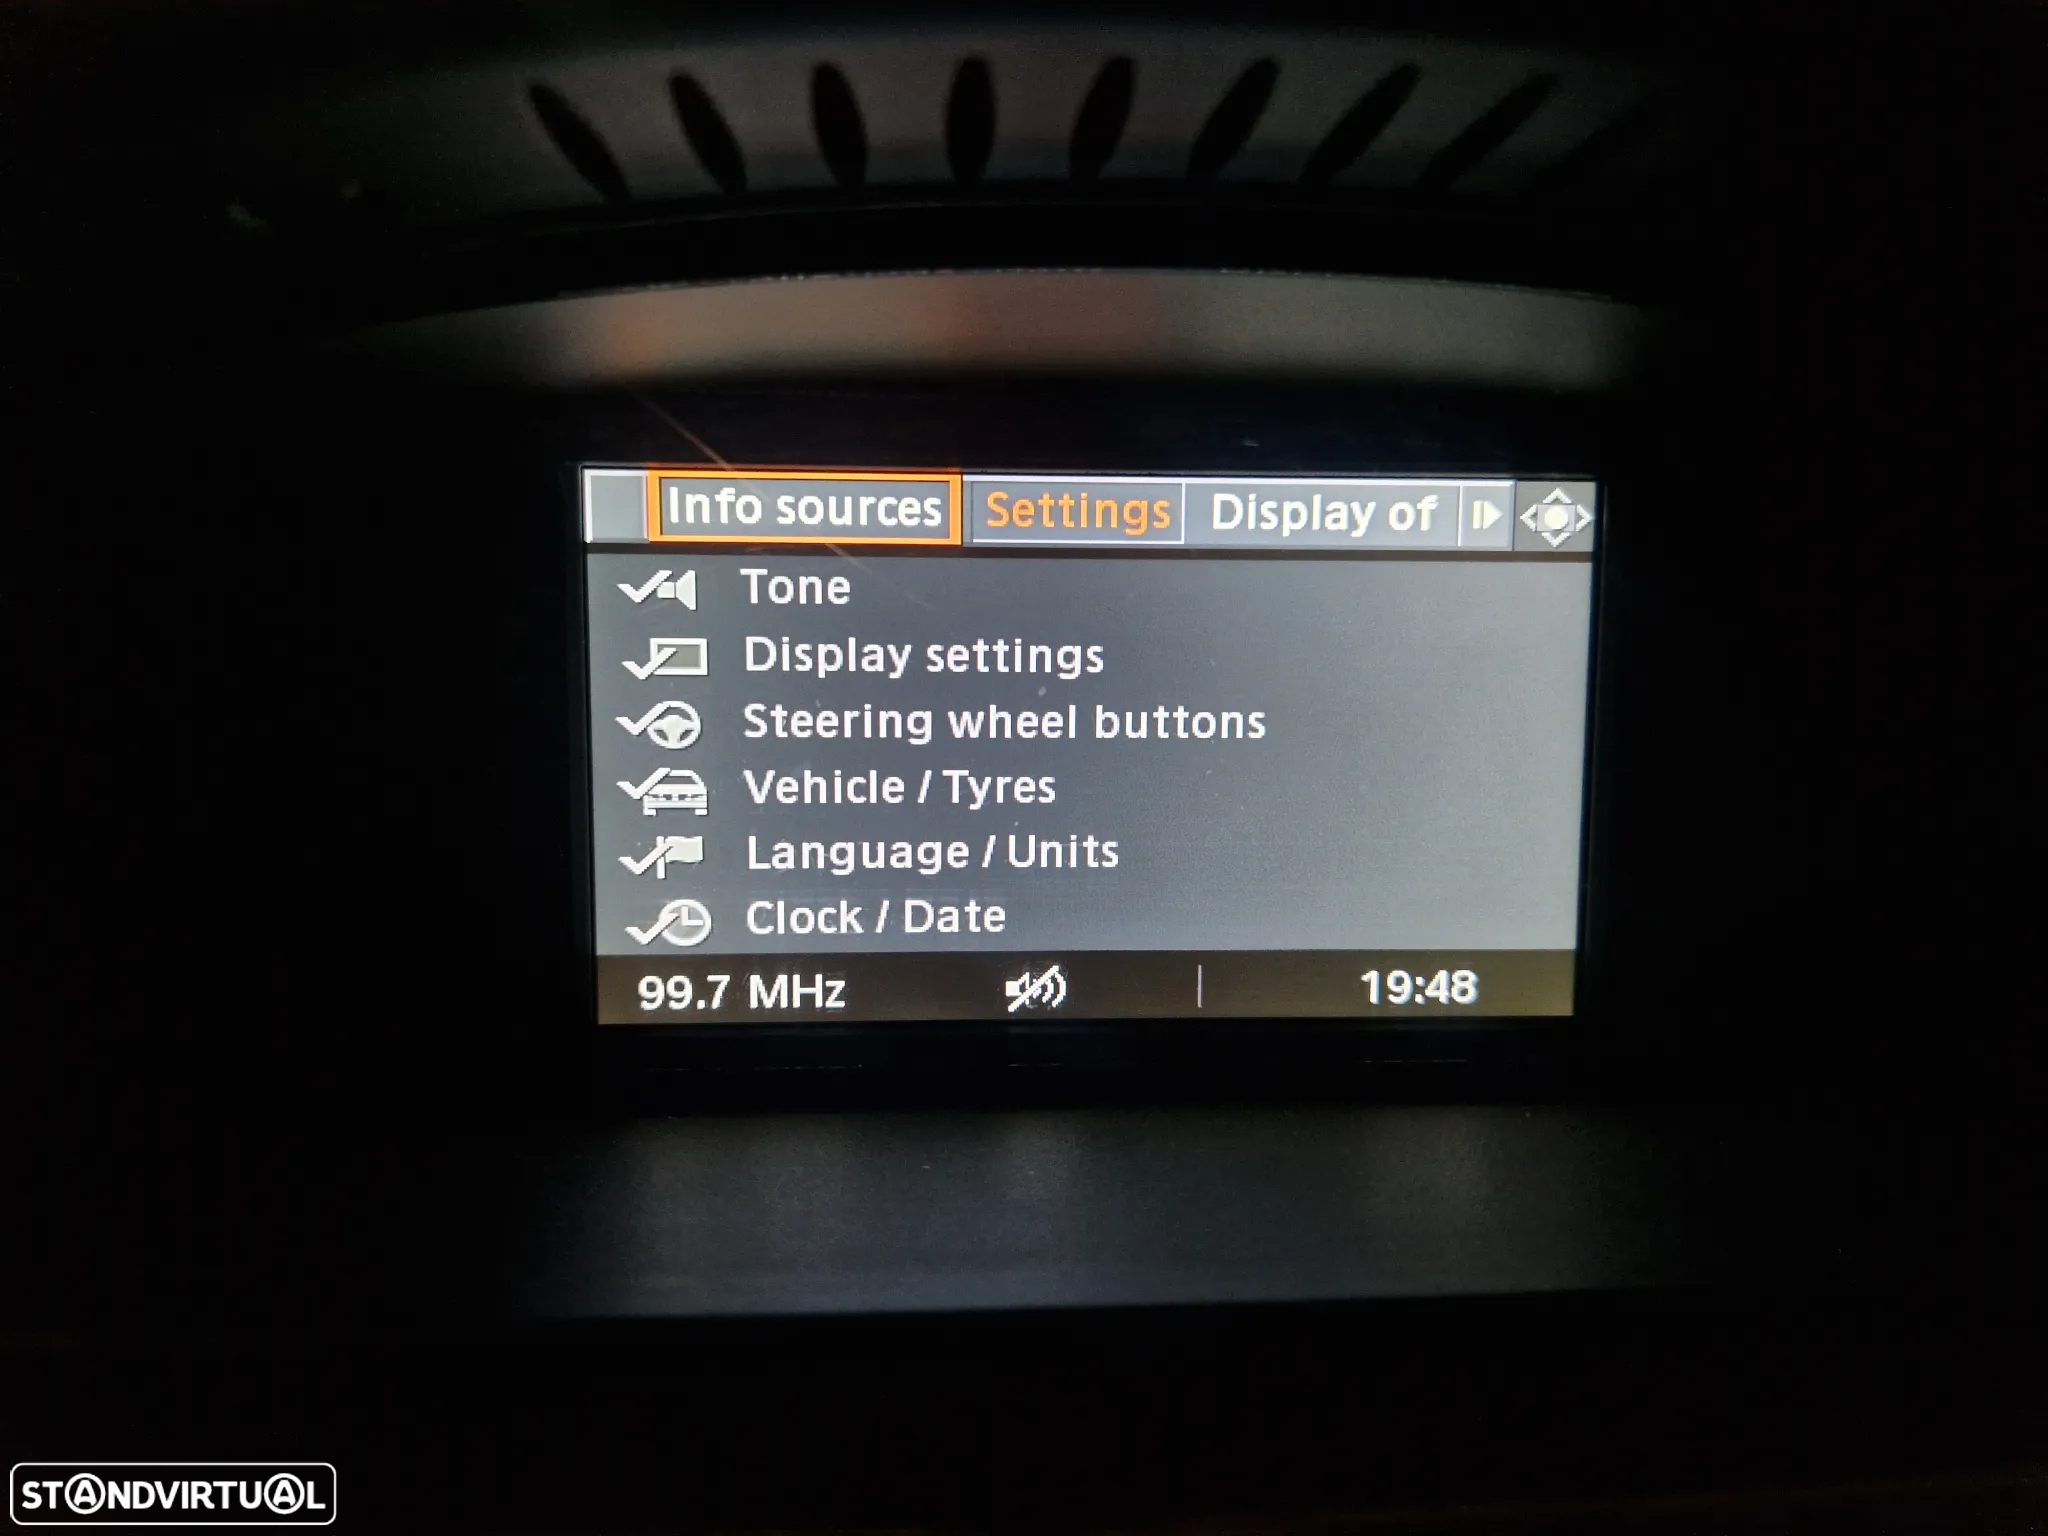 Info sources Settings Display of
Tone
Display settings
Steering wheel buttons
Vehicle / Tyres
Language / Units
Clock / Date
99.7 MHz 19:48
STANDVIRTUAL